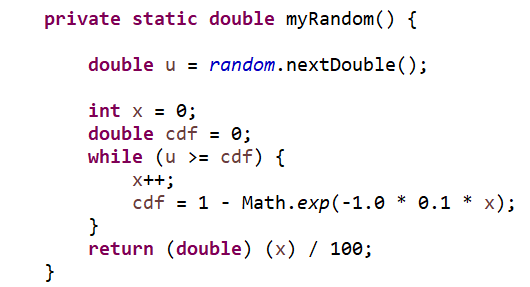 private static double myRandom() {
double u = random.nextDouble();
int x = 0;
double cdf = 0;
while (u >= cdf) {
x++;
cdf = 1 - Math.exp(-1.0 * 0.1 * x);
}
return (double) (x) / 100;
}